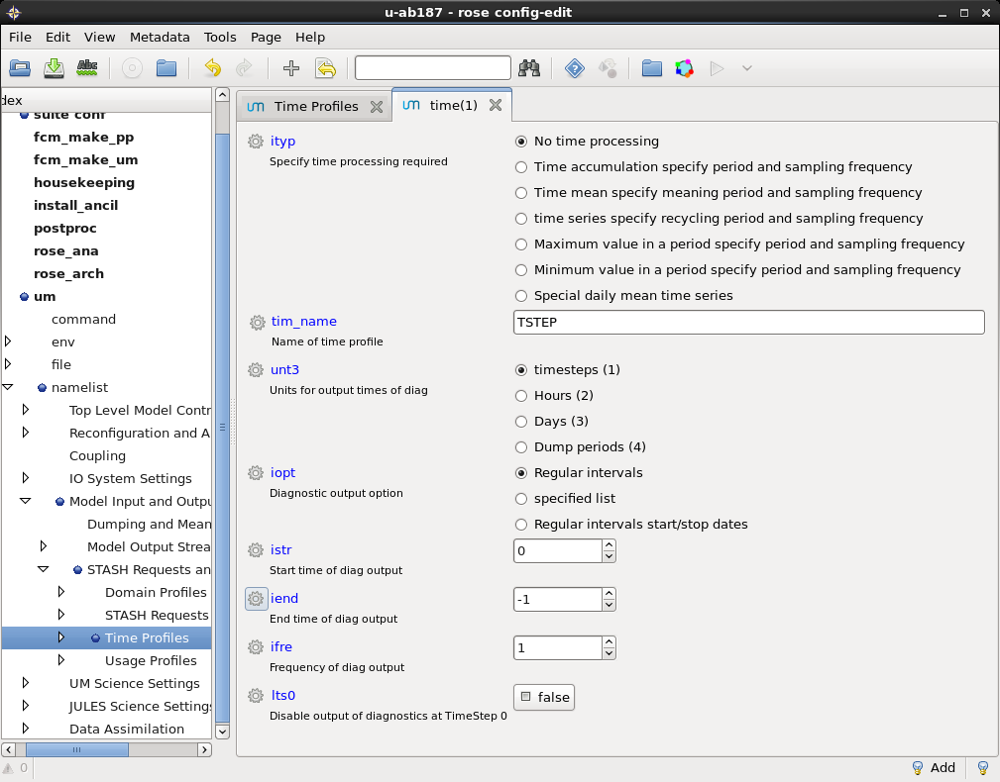 u-ab187 - rose config-edit
File Edit View Metadata Tools Page Help
Abc
dex
suite conf
fcm_make_pp
fcm_make_um
housekeeping
install_ancil
postproc
rose_ana
rose_arch
um
command
env
file
namelist
Top Level Model Contr
Reconfiguration and A
Coupling
IO System Settings
Model Input and Outpu
Dumping and Mean
Model Output Strea
STASH Requests an
Domain Profiles
STASH Requests
Time Profiles
Usage Profiles
UM Science Settings
JULES Science Settings
Data Assimilation
0
um Time Profiles
um time(1)
ityp
Specify time processing required
No time processing
Time accumulation specify period and sampling frequency
Time mean specify meaning period and sampling frequency
time series specify recycling period and sampling frequency
Maximum value in a period specify period and sampling frequency
Minimum value in a period specify period and sampling frequency
Special daily mean time series
tim_name
Name of time profile
TSTEP
unt3
Units for output times of diag
timesteps (1)
Hours (2)
Days (3)
Dump periods (4)
iopt
Diagnostic output option
Regular intervals
specified list
Regular intervals start/stop dates
istr
Start time of diag output
0
iend
End time of diag output
-1
ifre
Frequency of diag output
1
lts0
Disable output of diagnostics at TimeStep 0
false
Add